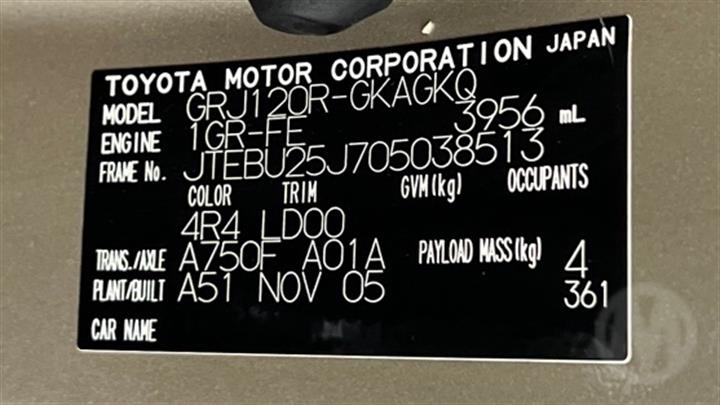 TOYOTA MOTOR CORPORATION JAPAN
MODEL GRJ120R-GKAGKQ
ENGINE 1GR-FE 3956 mL
FRAME No. JTEBU25J705038513
COLOR TRIM GVM(kg) OCCUPANTS
4R4 LD00
TRANS./AXLE A750F A01A PAYLOAD MASS(kg) 4
PLANT/BUILT A51 NOV 05 361
CAR NAME